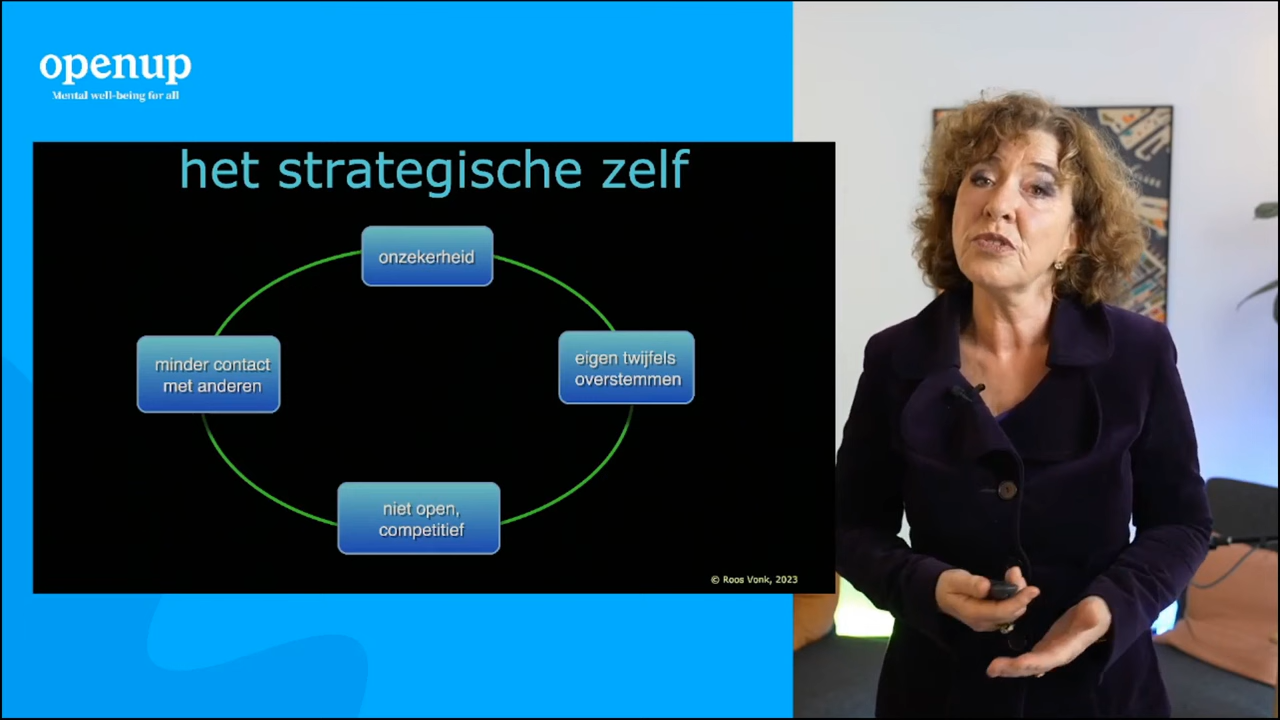 openup
Mental well-being for all
het strategische zelf
onzekerheid
minder contact
met anderen
eigen twijfels
overstemmen
niet open,
competitief
© Roos Vonk, 2023